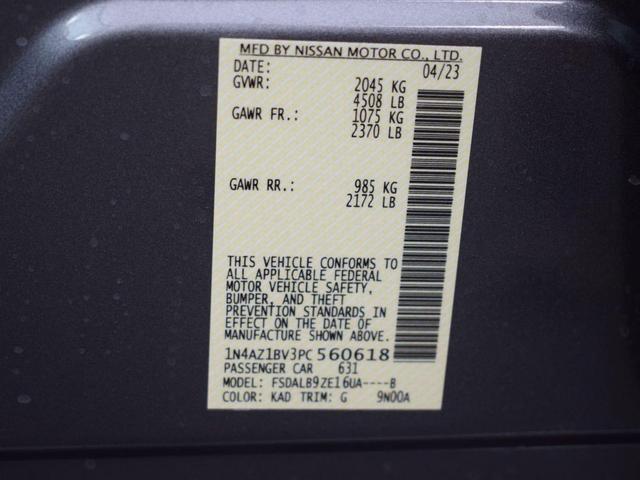 MFD BY NISSAN MOTOR CO., LTD.
DATE: 04/23
GVWR: 2045 KG
4508 LB
GAWR FR.: 1075 KG
2370 LB
GAWR RR.: 985 KG
2172 LB
THIS VEHICLE CONFORMS TO
ALL APPLICABLE FEDERAL
MOTOR VEHICLE SAFETY,
BUMPER, AND THEFT
PREVENTION STANDARDS IN
EFFECT ON THE DATE OF
MANUFACTURE SHOWN ABOVE.
1N4AZ1BV3PC560618
PASSENGER CAR 631
MODEL: FSDALB9ZE16UA----B
COLOR: KAD TRIM: G 9N00A